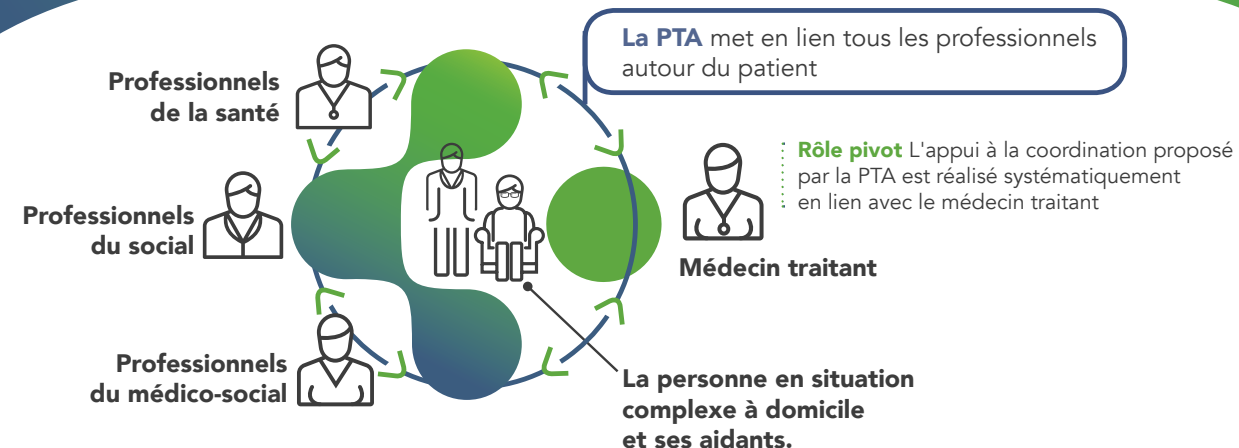 La PTA met en lien tous les professionnels
autour du patient
Professionnels
de la santé
Rôle pivot L'appui à la coordination proposé
par la PTA est réalisé systématiquement
en lien avec le médecin traitant
Professionnels
du social
Médecin traitant
Professionnels
du médico-social
La personne en situation
complexe à domicile
et ses aidants.